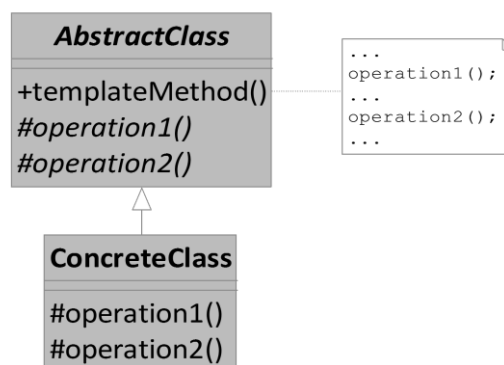 AbstractClass
+templateMethod()
#operation1()
#operation2()
...
operation1();
...
operation2();
...
ConcreteClass
#operation1()
#operation2()